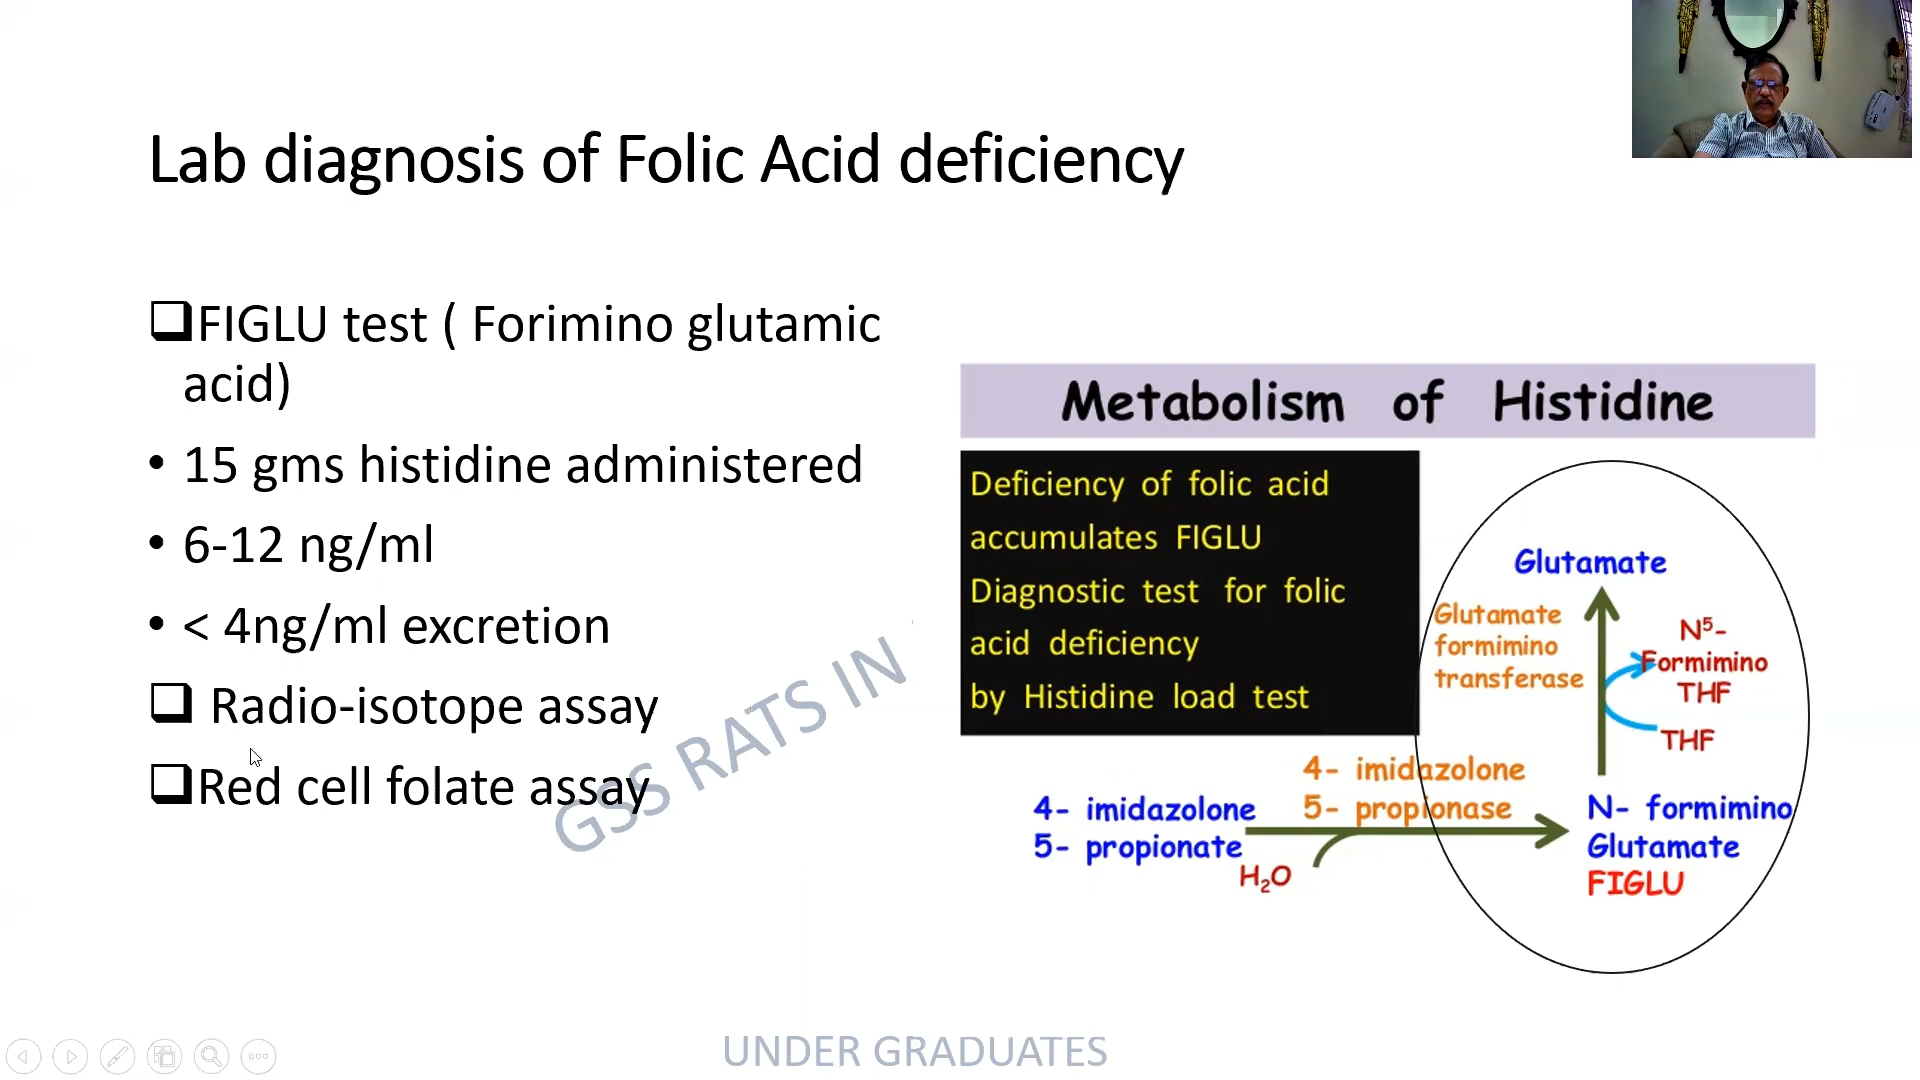 Lab diagnosis of Folic Acid deficiency
❑FIGLU test ( Forimino glutamic
acid)
• 15 gms histidine administered
• 6-12 ng/ml
• < 4ng/ml excretion
❑ Radio-isotope assay
❑Red cell folate assay
GSS RATS IN
Metabolism of Histidine
Deficiency of folic acid
accumulates FIGLU
Diagnostic test for folic
acid deficiency
by Histidine load test
Glutamate
Glutamate
formimino
transferase
N⁵-
Formimino
THF
THF
4- imidazolone
5- propionase
4- imidazolone
5- propionate
H₂O
N- formimino
Glutamate
FIGLU
UNDER GRADUATES